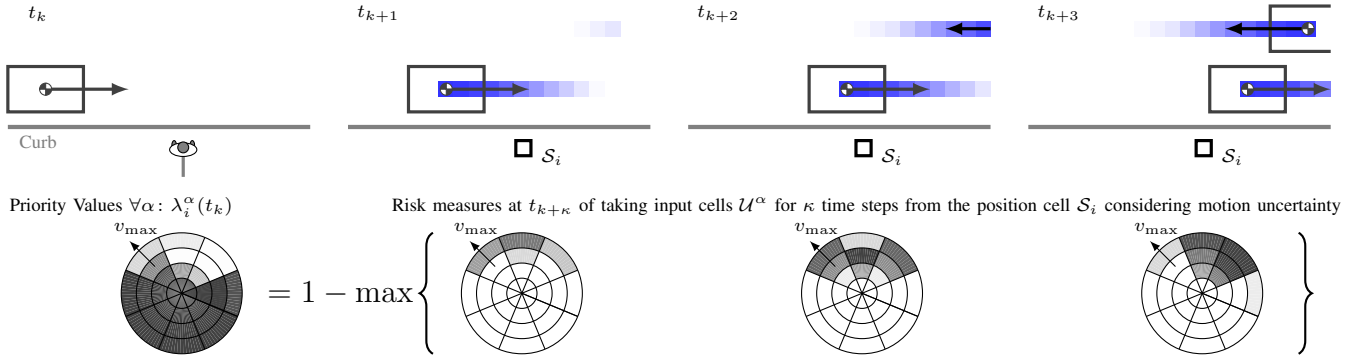 t_k
t_{k+1}
t_{k+2}
t_{k+3}
Curb
S_i
S_i
S_i
Priority Values ∀α: λ_i^α(t_k)
Risk measures at t_{k+κ} of taking input cells U^α for κ time steps from the position cell S_i considering motion uncertainty
v_max
v_max
v_max
v_max
= 1 − max {
}